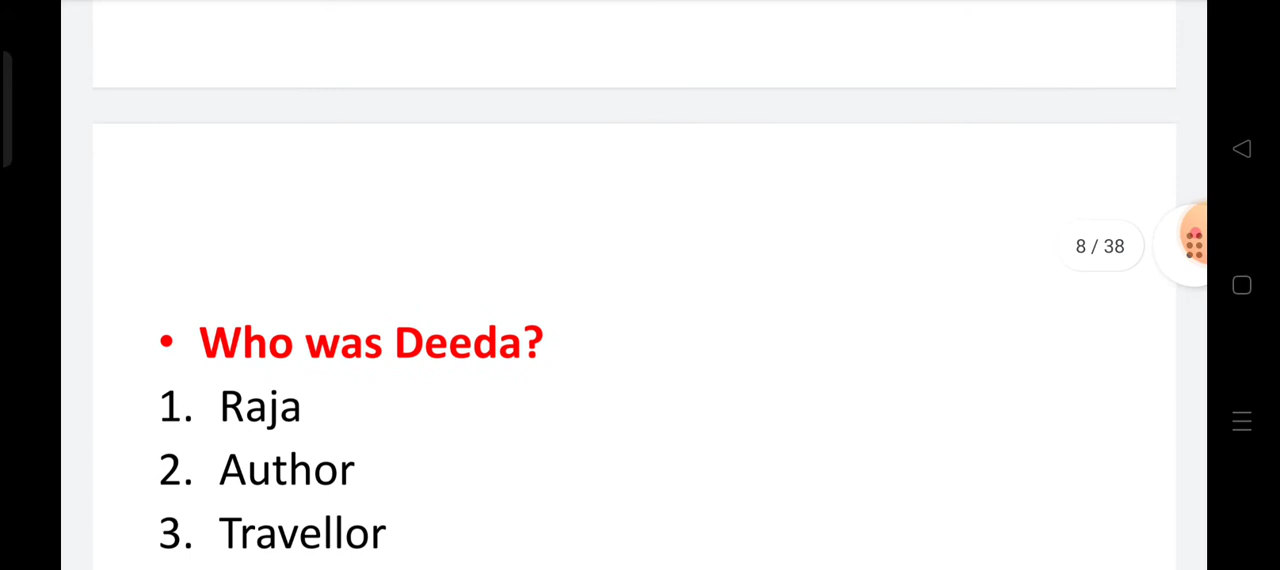 8 / 38
• Who was Deeda?
1. Raja
2. Author
3. Travellor